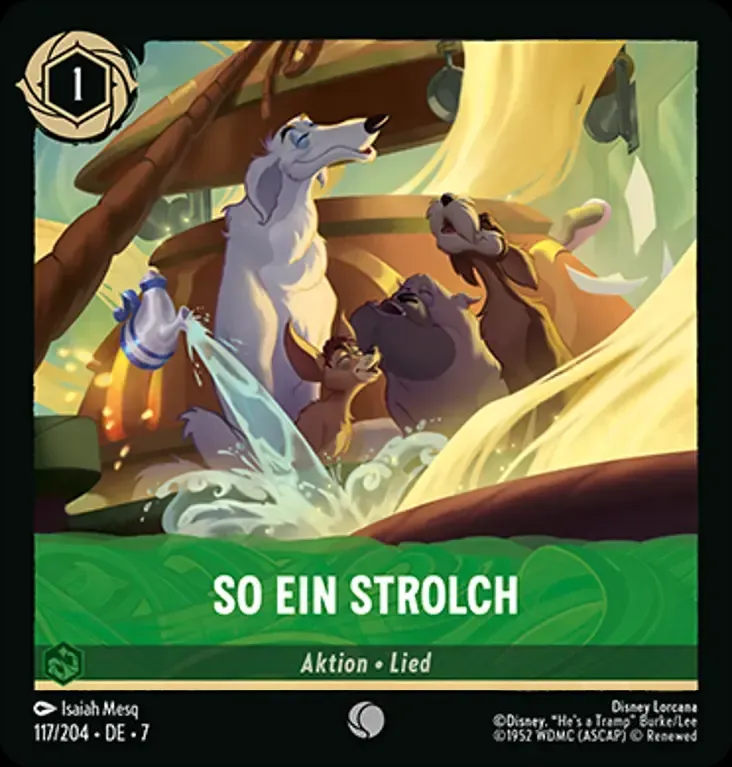 1
SO EIN STROLCH
Aktion • Lied
Isaiah Mesq
117/204 • DE • 7
Disney Lorcana
©Disney, "He's a Tramp" Burke/Lee
©1952 WDMC (ASCAP) © Renewed